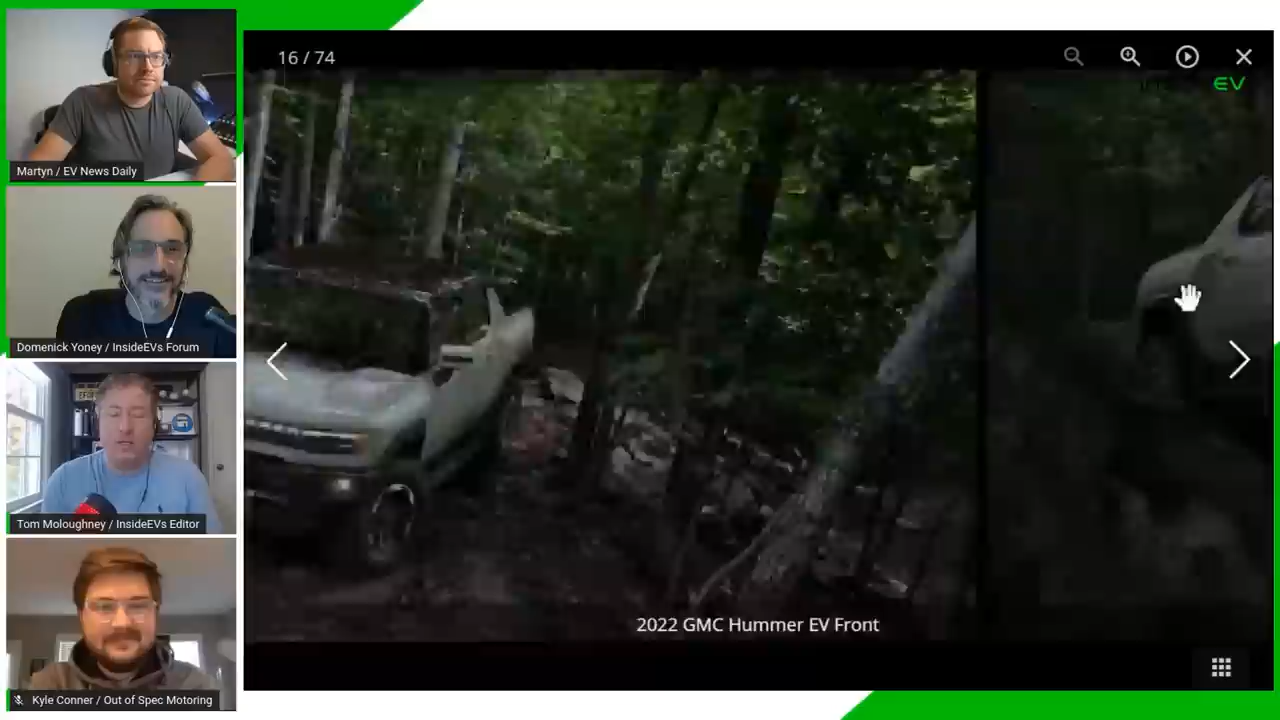 Martyn / EV News Daily
Domenick Yoney / InsideEVs Forum
Tom Moloughney / InsideEVs Editor
Kyle Conner / Out of Spec Motoring
16 / 74
EV
2022 GMC Hummer EV Front